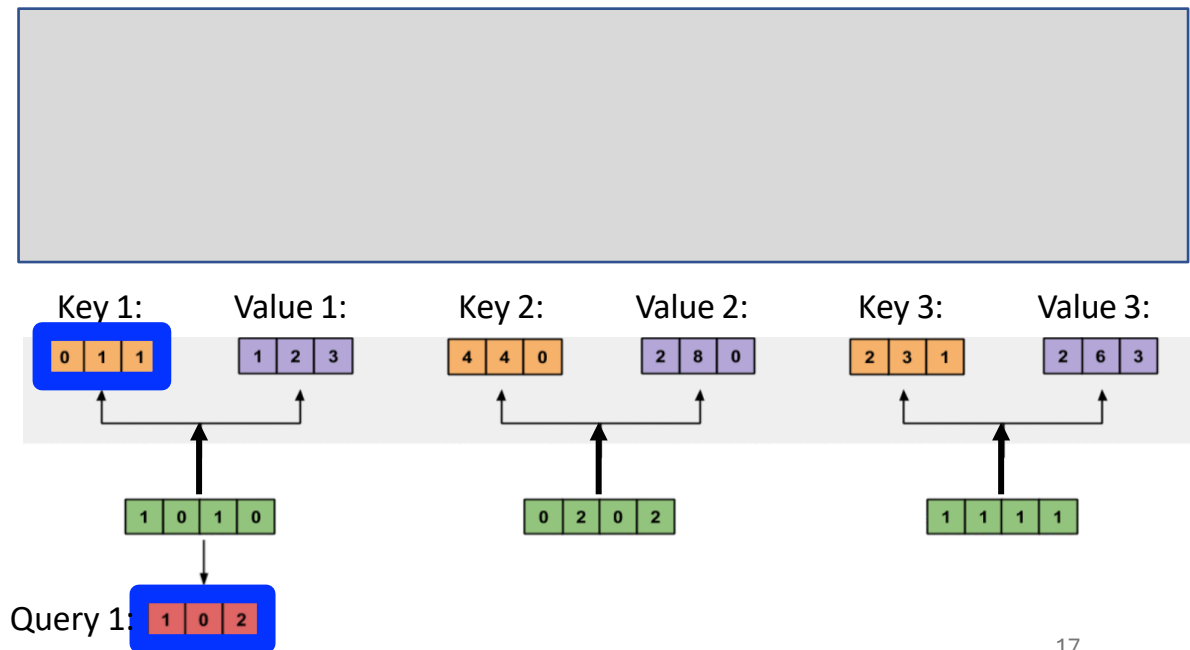 Key 1: Value 1: Key 2: Value 2: Key 3: Value 3:
0 1 1 1 2 3 4 4 0 2 8 0 2 3 1 2 6 3
1 0 1 0 0 2 0 2 1 1 1 1
Query 1: 1 0 2
17